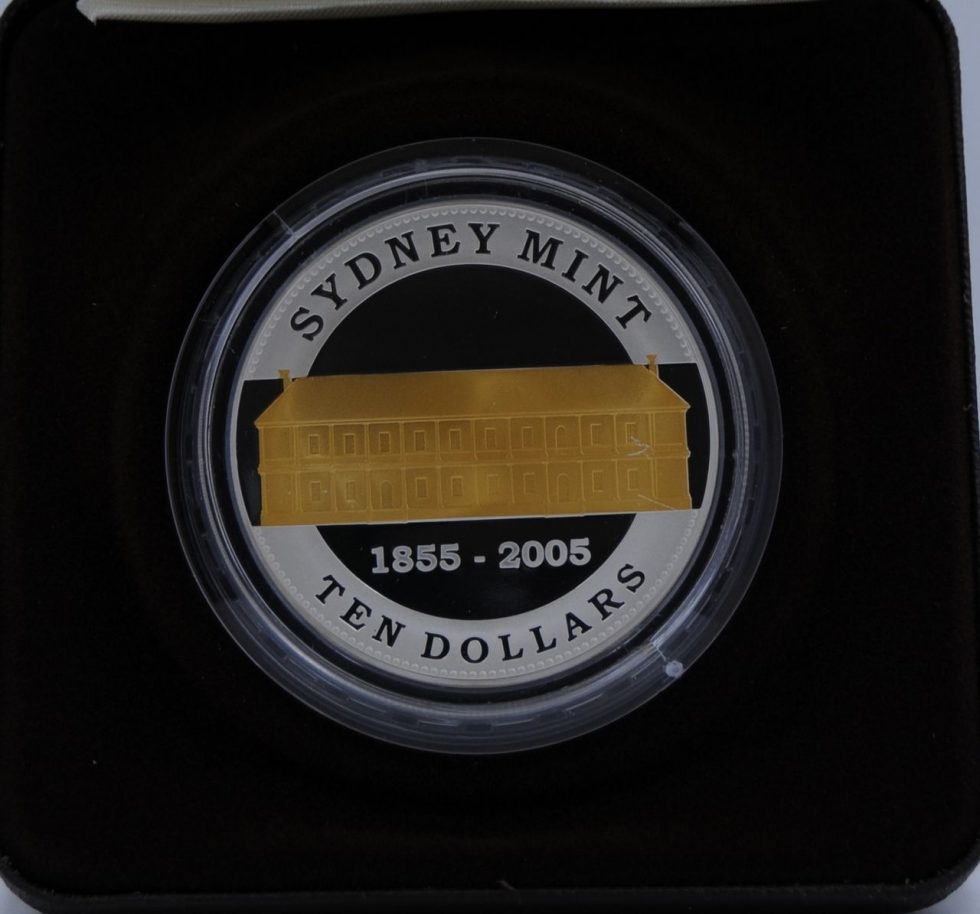 SYDNEY MINT
1855 - 2005
TEN DOLLARS